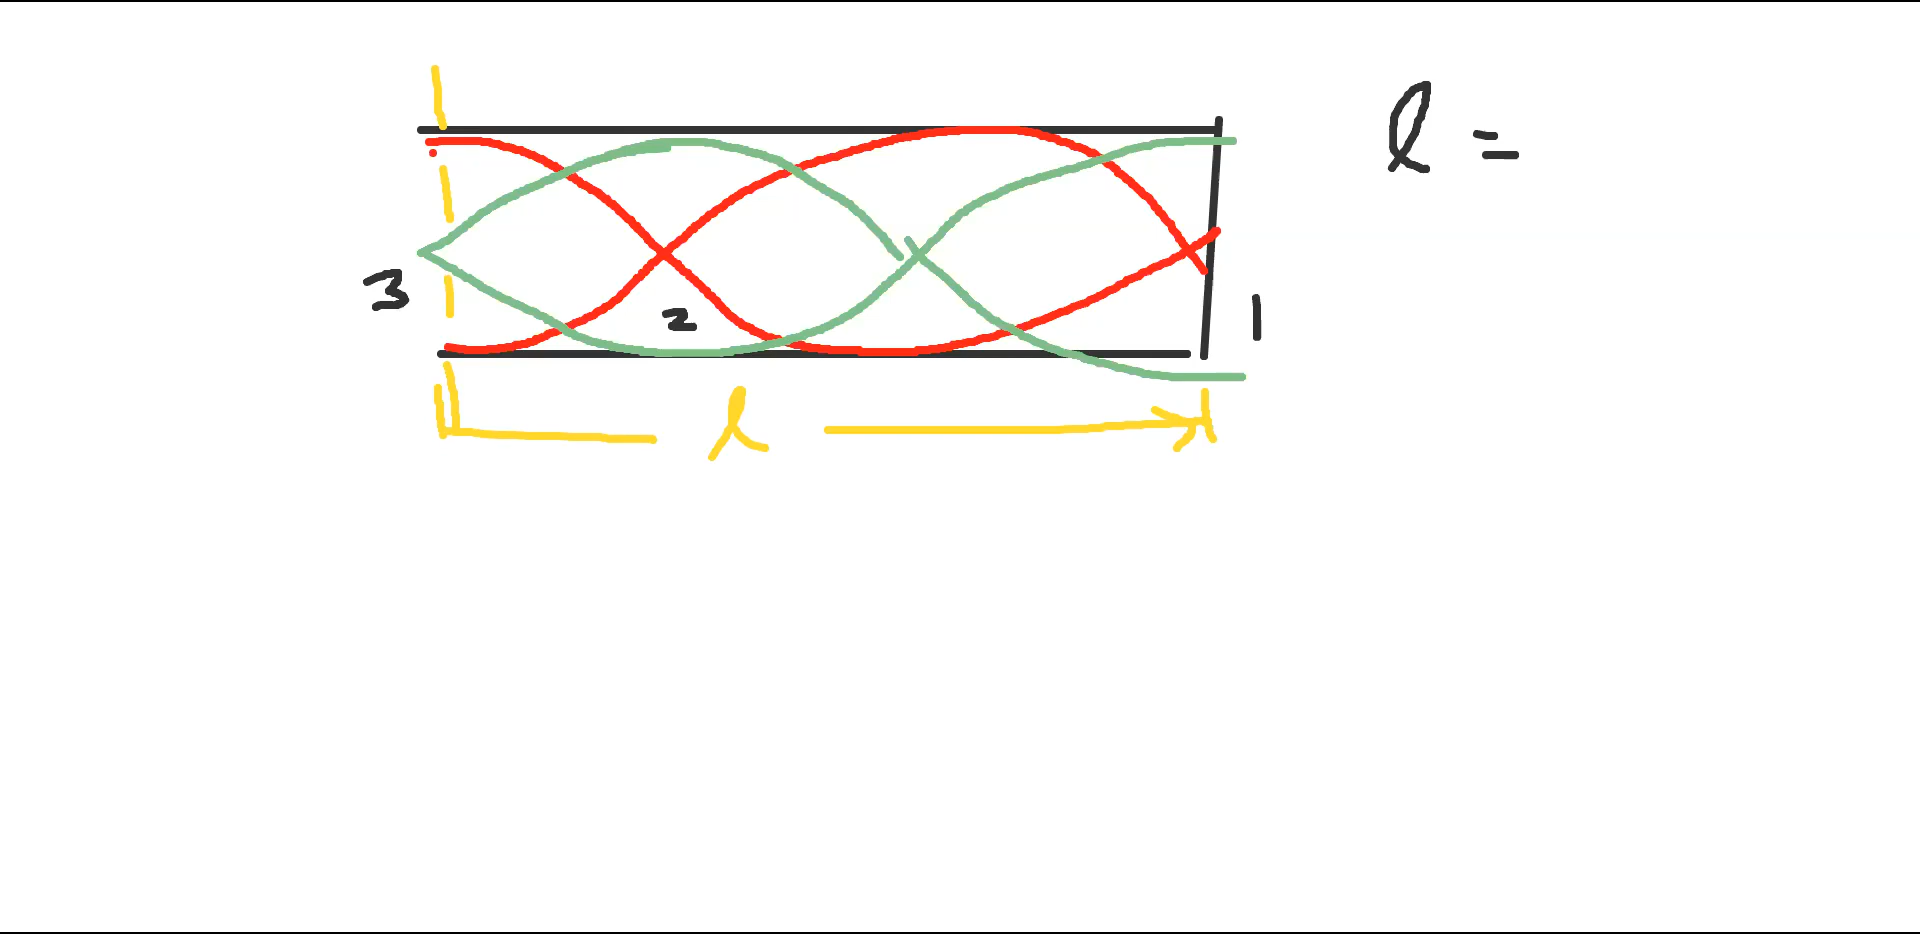 ℓ =
3
2
1
ℓ